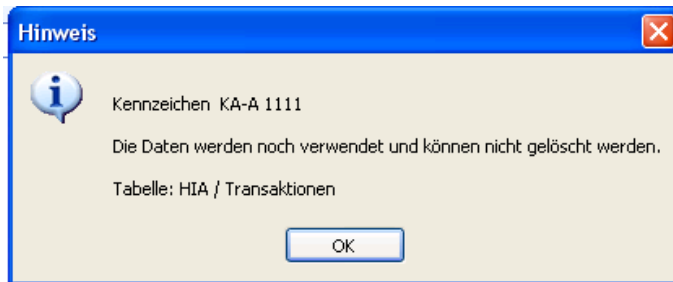 Hinweis
Kennzeichen KA-A 1111
Die Daten werden noch verwendet und können nicht gelöscht werden.
Tabelle: HIA / Transaktionen
OK